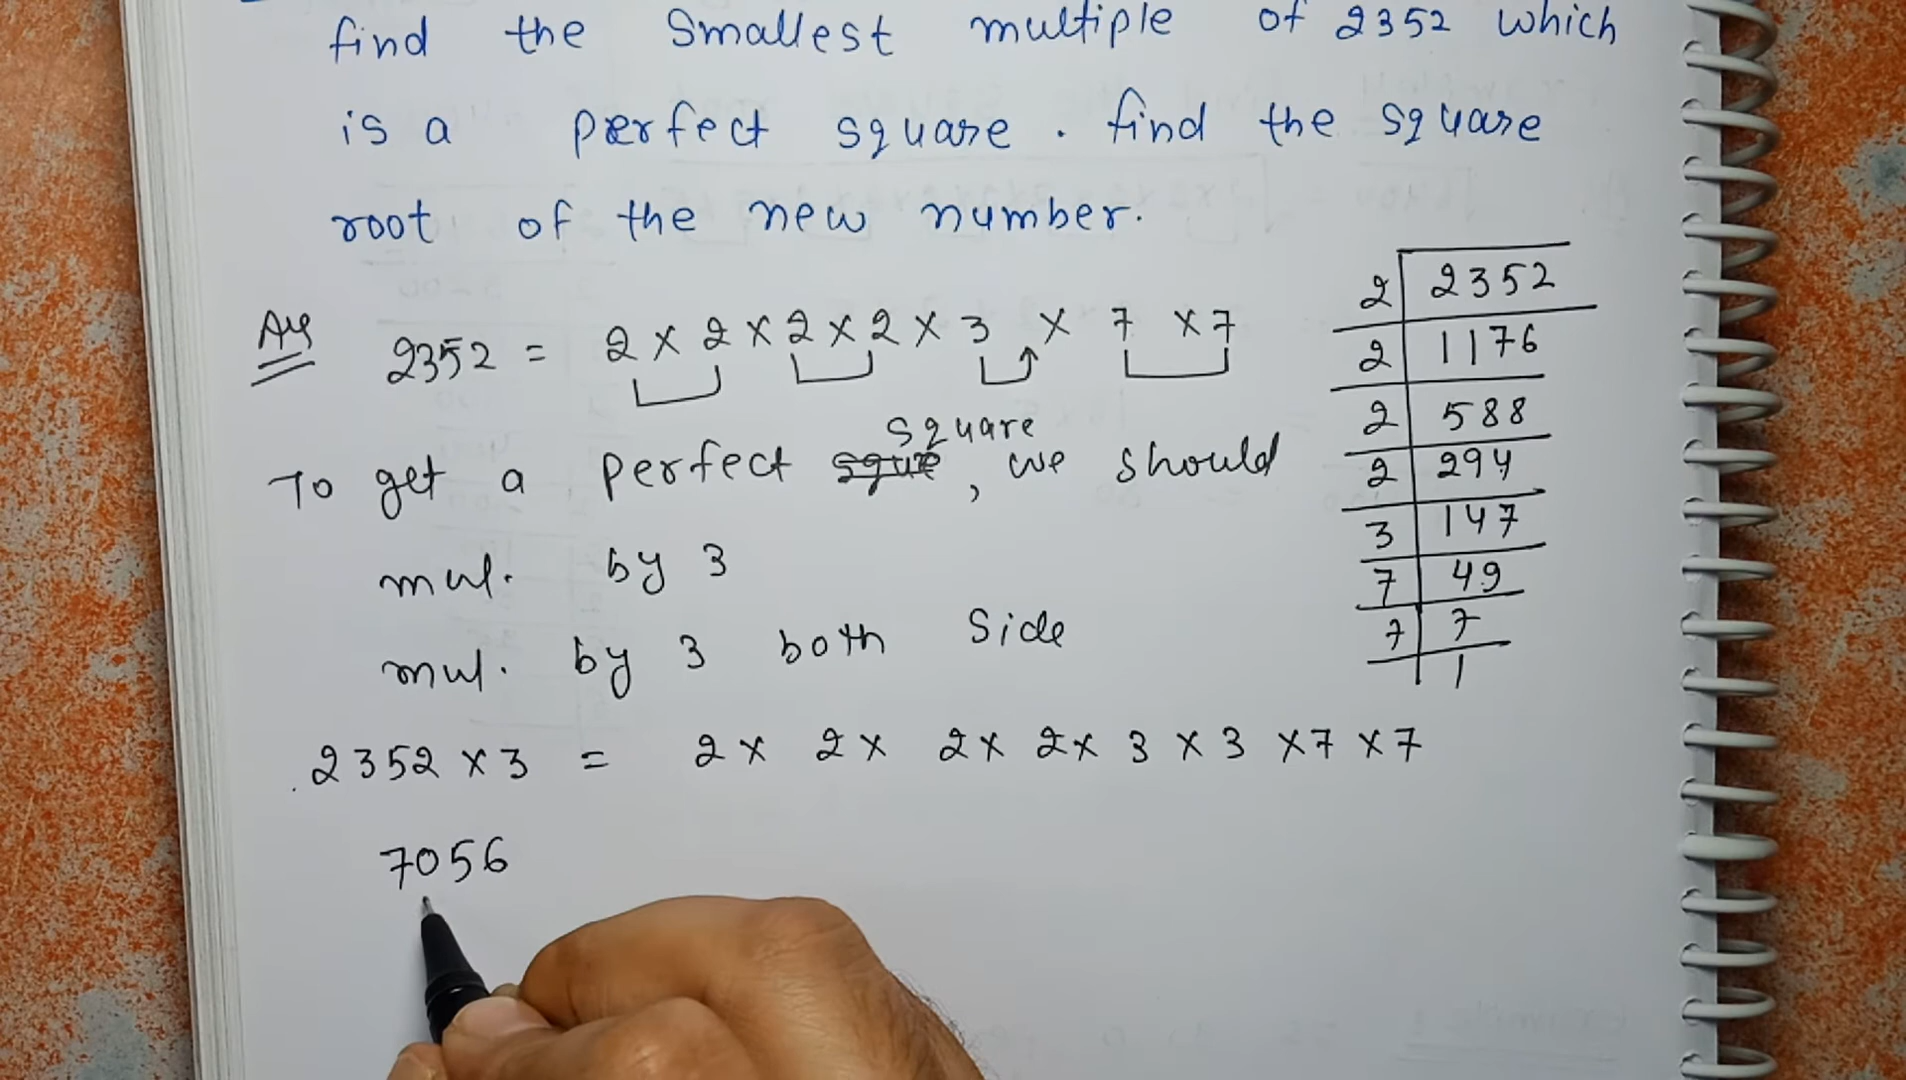 find the Smallest multiple of 2352 which
is a perfect square. find the square
root of the new number.
Ans 2352 = 2 × 2 × 2 × 2 × 3 × 7 × 7
square
To get a perfect squre, we should
mul. by 3
mul. by 3 both Side
2352 × 3 = 2 × 2 × 2 × 2 × 3 × 3 × 7 × 7
7056
2 2352
2 1176
2 588
2 294
3 147
7 49
7 7
1